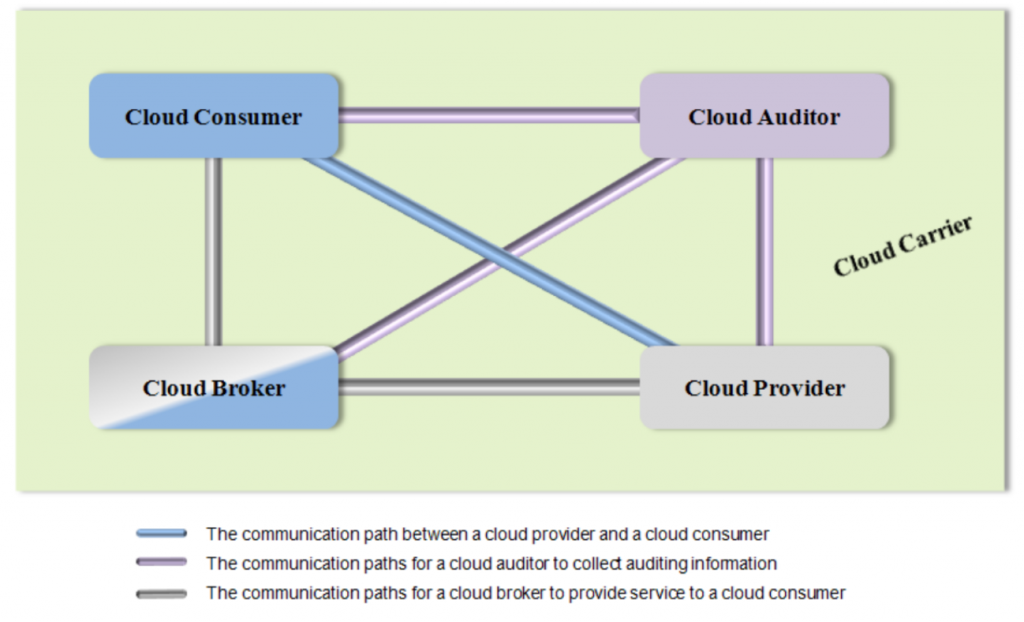 Cloud Consumer
Cloud Auditor
Cloud Carrier
Cloud Broker
Cloud Provider
The communication path between a cloud provider and a cloud consumer
The communication paths for a cloud auditor to collect auditing information
The communication paths for a cloud broker to provide service to a cloud consumer